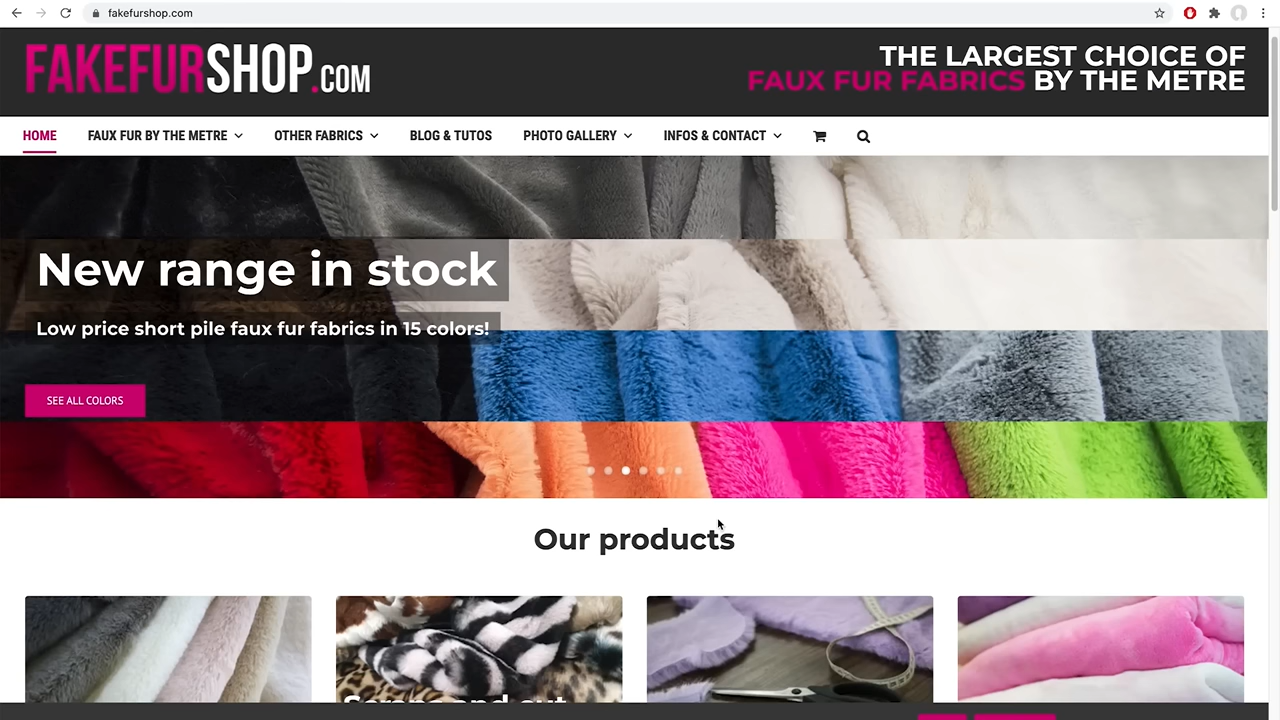 fakefurshop.com
FAKEFURSHOP.COM
THE LARGEST CHOICE OF
FAUX FUR FABRICS BY THE METRE
HOME FAUX FUR BY THE METRE OTHER FABRICS BLOG & TUTOS PHOTO GALLERY INFOS & CONTACT
New range in stock
Low price short pile faux fur fabrics in 15 colors!
SEE ALL COLORS
Our products